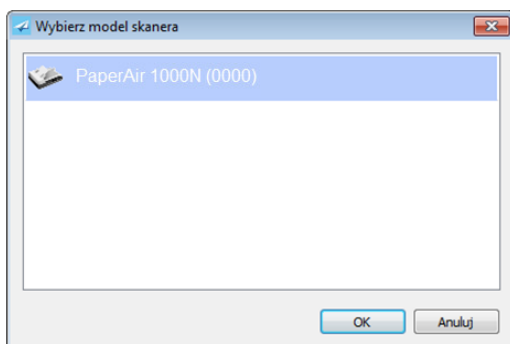 Wybierz model skanera
PaperAir 1000N (0000)
OK
Anuluj